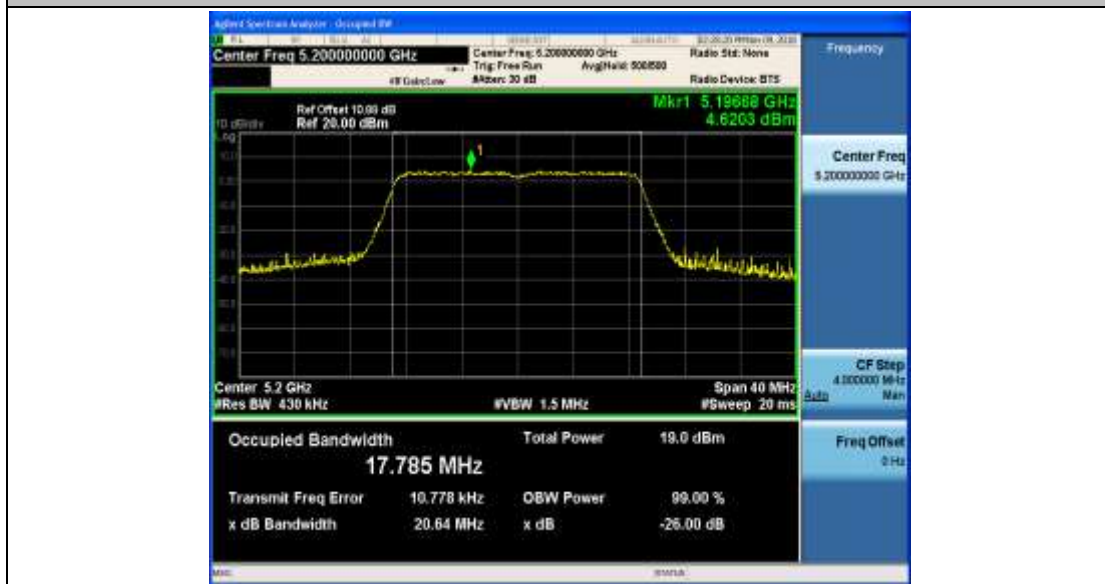 Agilent Spectrum Analyzer - Occupied BW
Center Freq 5.200000000 GHz
Center Freq: 5.200000000 GHz
Radio Std: None
Trig: Free Run
Avg|Hold: 500/500
#IFGain:Low
#Atten: 30 dB
Radio Device: BTS
Frequency
Ref Offset 10.99 dB
Mkr1 5.19668 GHz
10 dB/div
Ref 20.00 dBm
4.6203 dBm
Log
1
Center Freq
5.200000000 GHz
Center 5.2 GHz
Span 40 MHz
#Res BW 430 kHz
#VBW 1.5 MHz
#Sweep 20 ms
CF Step
4.000000 MHz
Auto Man
Occupied Bandwidth
Total Power
19.0 dBm
17.785 MHz
Freq Offset
0 Hz
Transmit Freq Error
10.778 kHz
OBW Power
99.00 %
x dB Bandwidth
20.64 MHz
x dB
-26.00 dB
MSG
STATUS